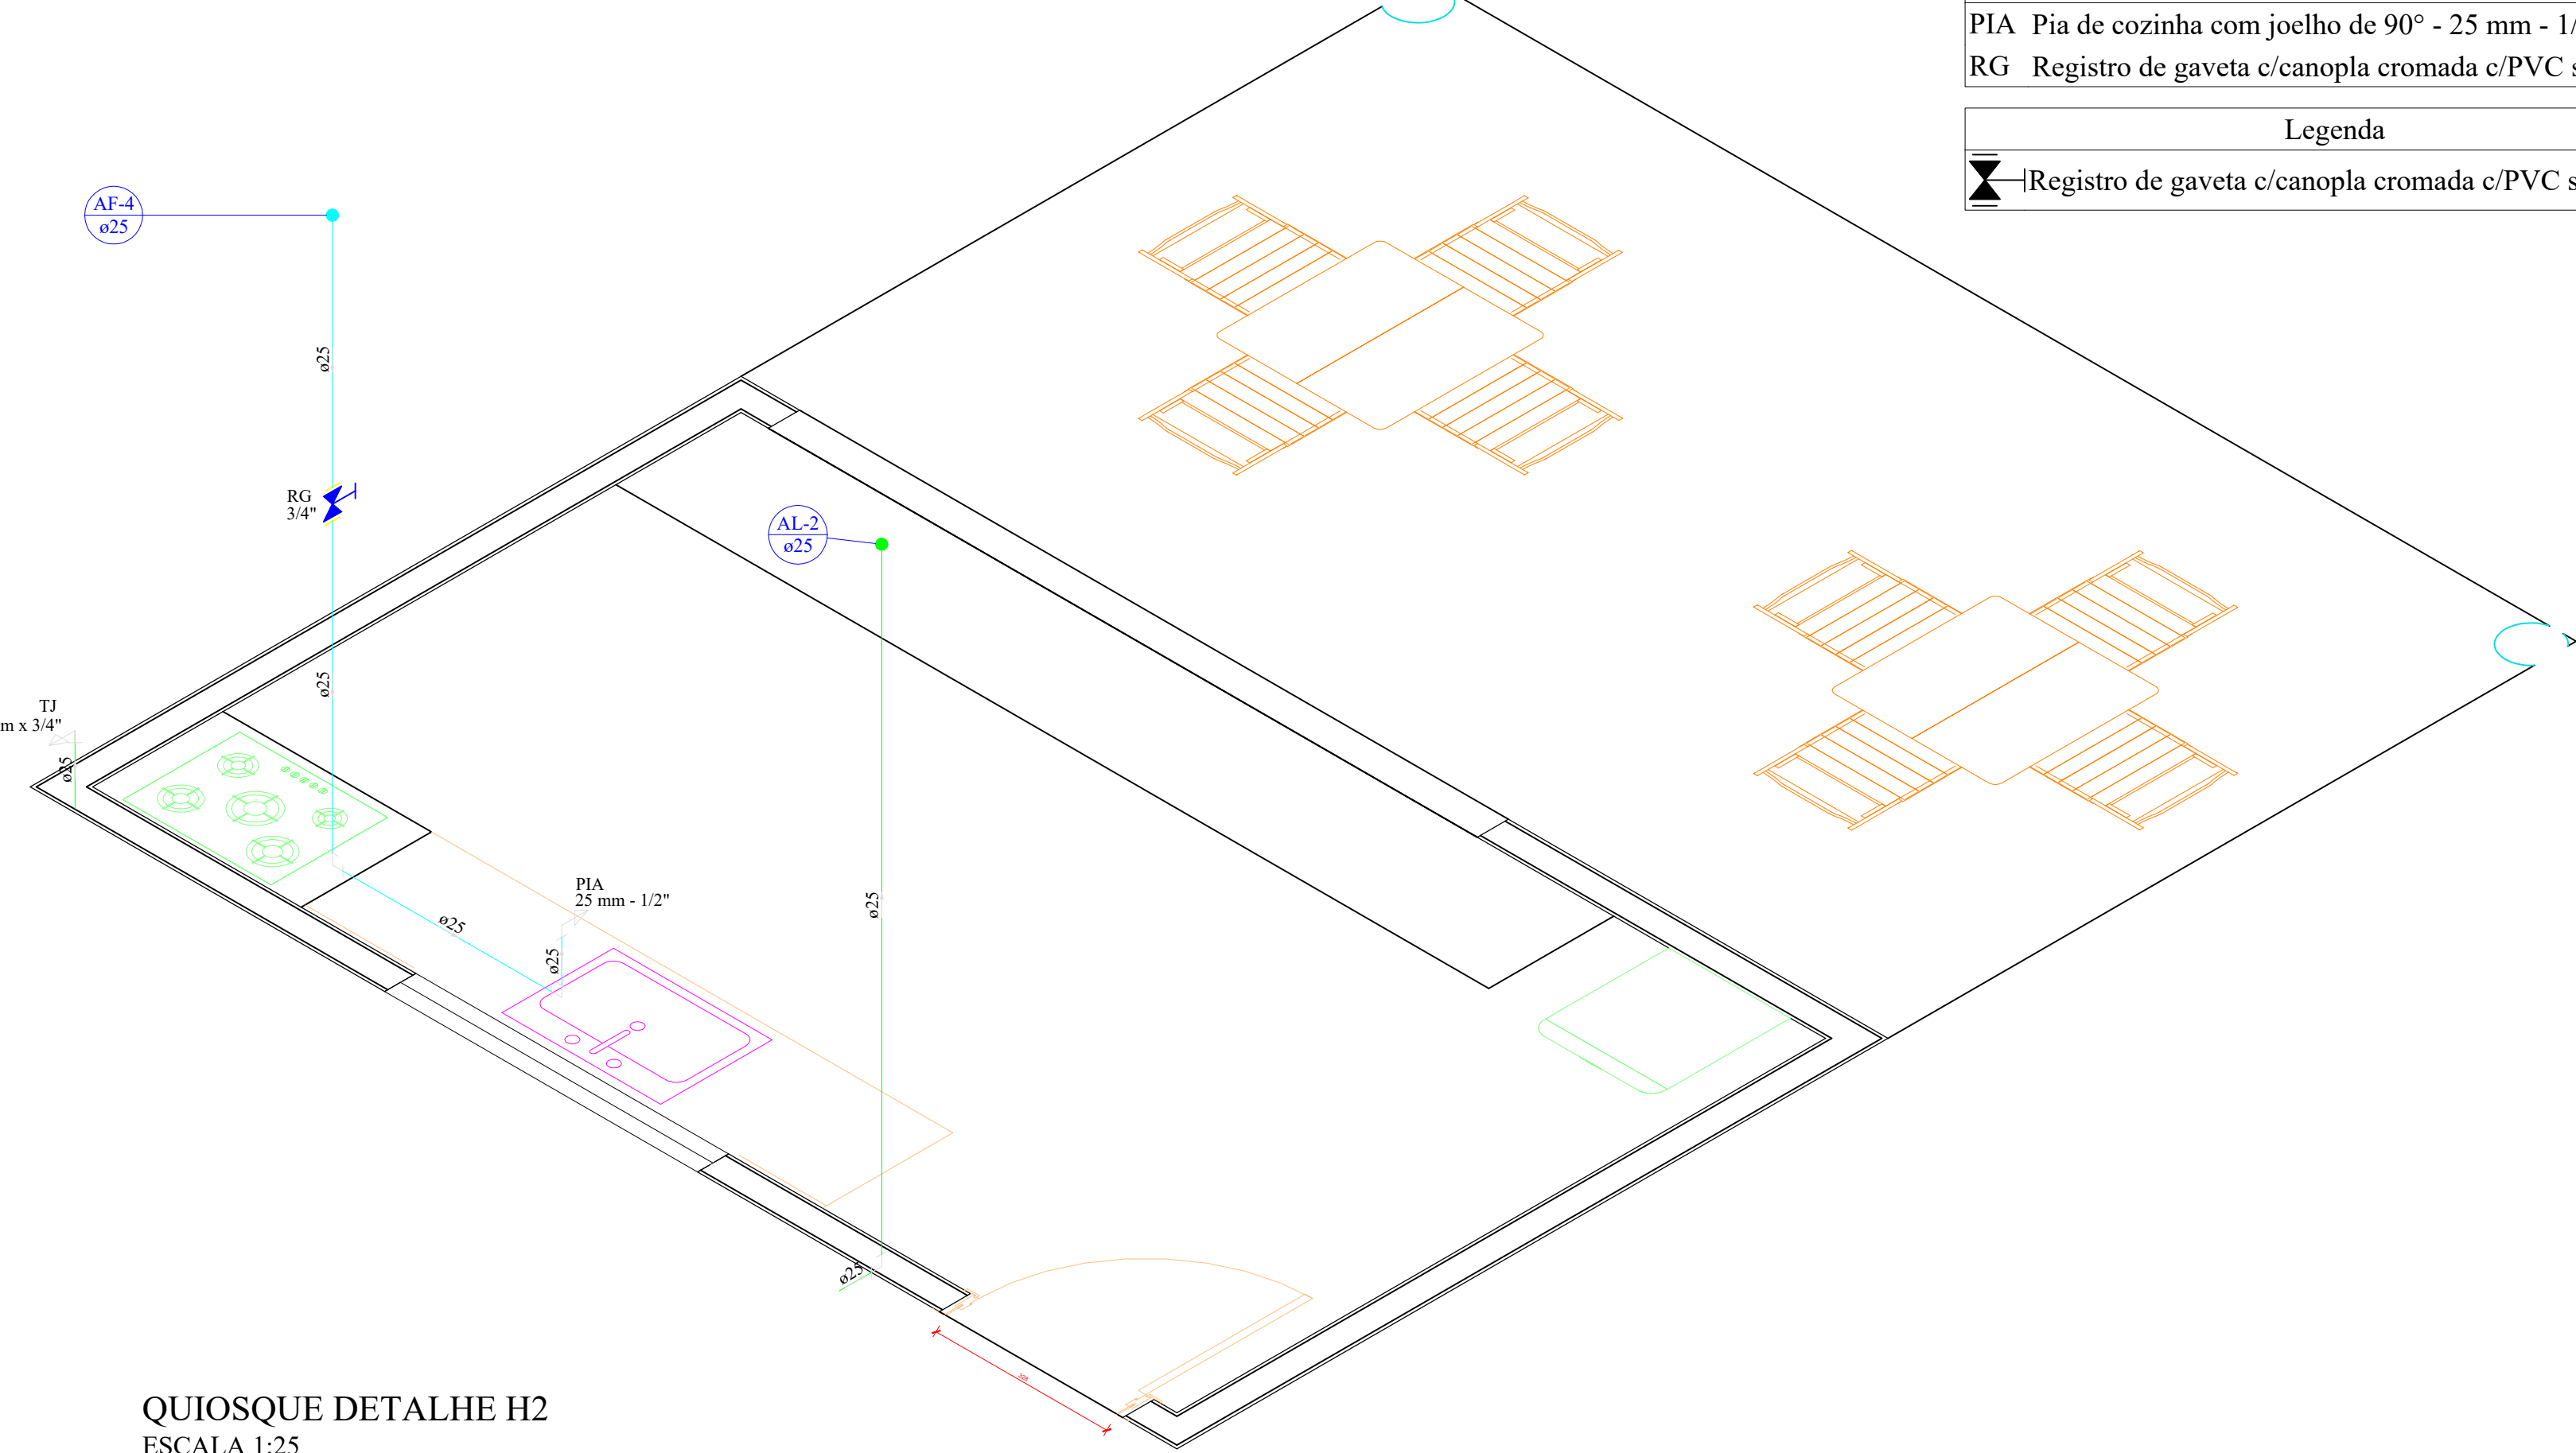 PIA Pia de cozinha com joelho de 90° - 25 mm - 1/
RG Registro de gaveta c/canopla cromada c/PVC s
Legenda
Registro de gaveta c/canopla cromada c/PVC s
AF-4
ø25
ø25
RG
3/4"
AL-2
ø25
ø25
TJ
m x 3/4"
ø25
PIA
25 mm - 1/2"
ø25
ø25
ø25
ø25
QUIOSQUE DETALHE H2
ESCALA 1:25